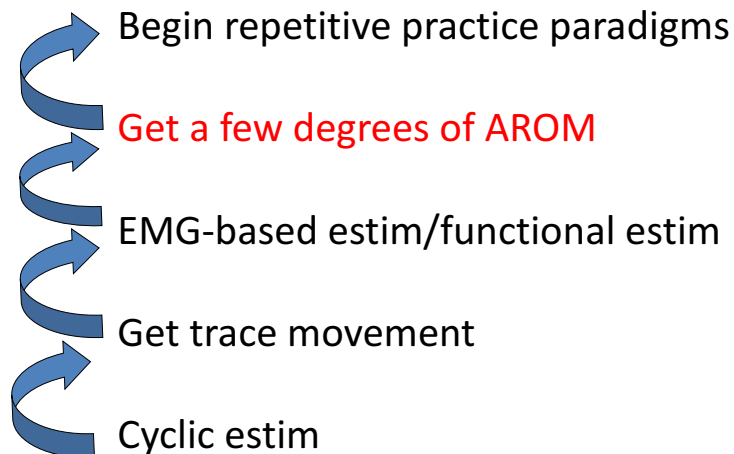 Begin repetitive practice paradigms
Get a few degrees of AROM
EMG-based estim/functional estim
Get trace movement
Cyclic estim